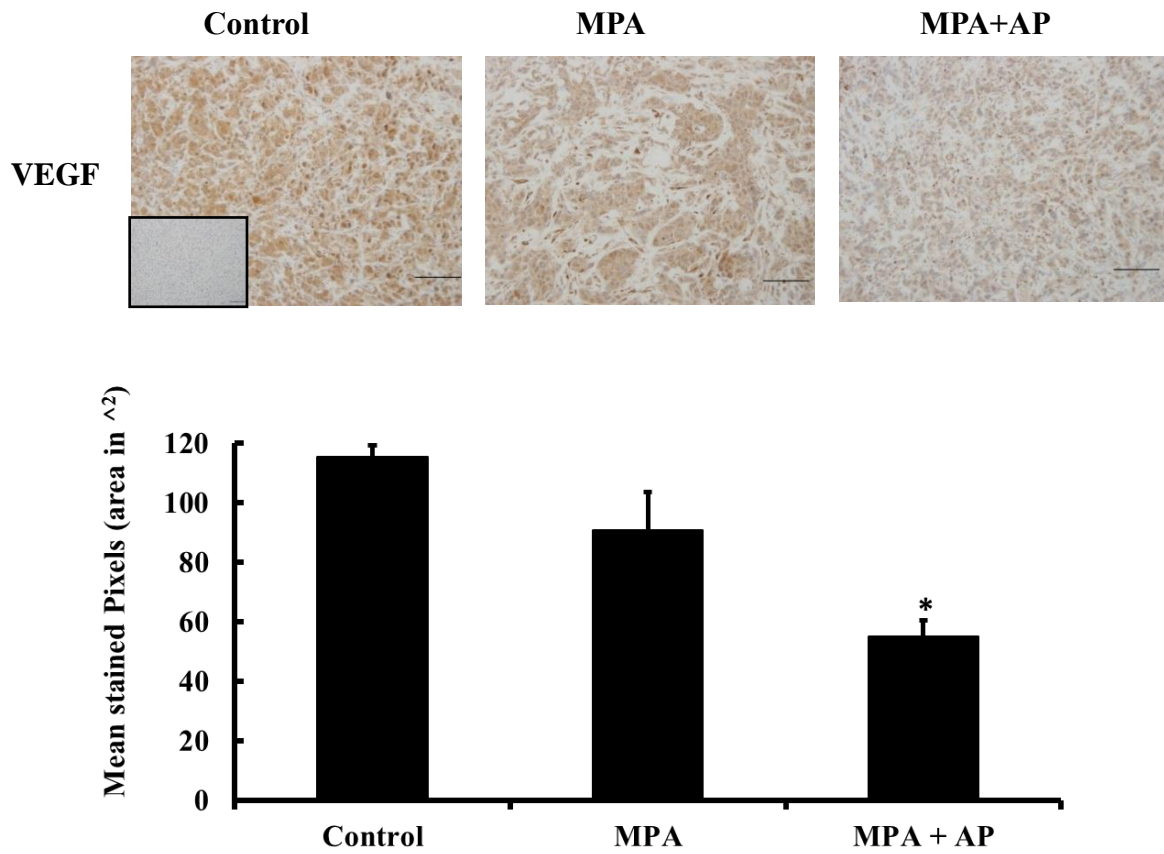 Control MPA MPA+AP
VEGF
Mean stained Pixels (area in ^2)
120
100
80
60
40
20
0
*
Control MPA MPA + AP